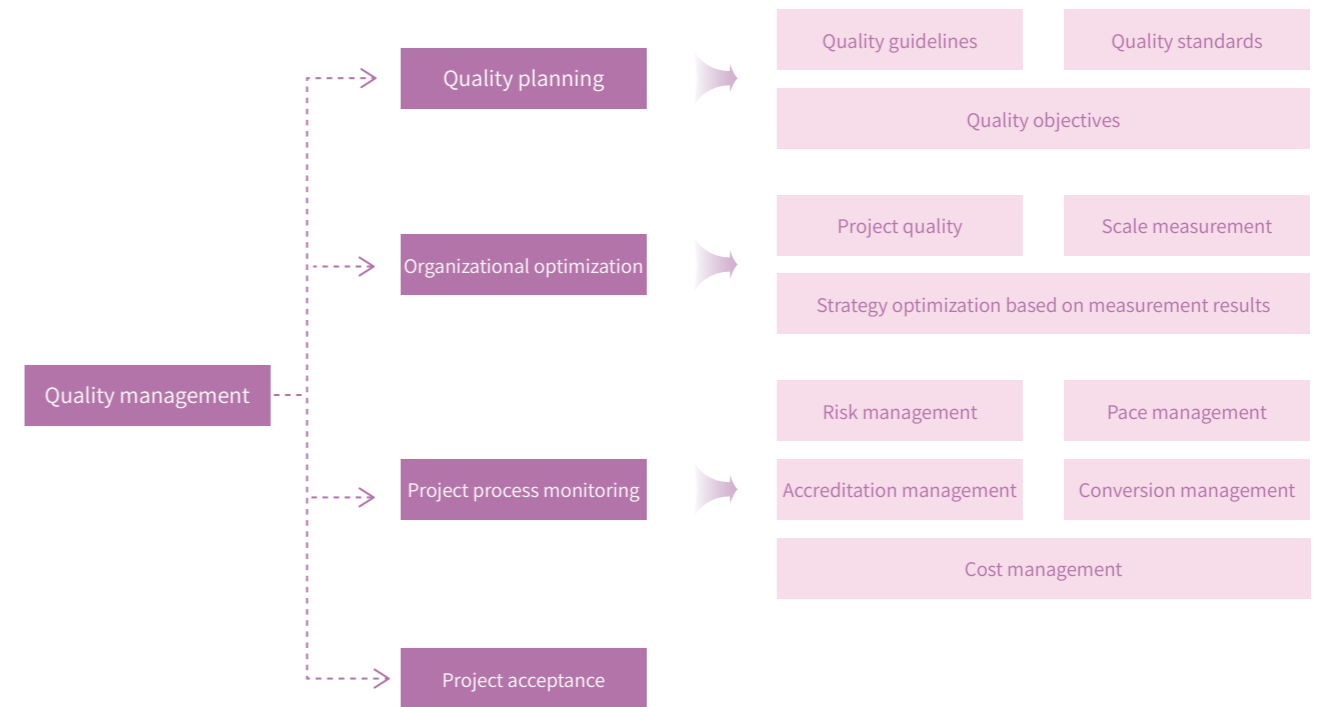 Quality management
Quality planning
Quality guidelines
Quality standards
Quality objectives
Organizational optimization
Project quality
Scale measurement
Strategy optimization based on measurement results
Project process monitoring
Risk management
Pace management
Accreditation management
Conversion management
Cost management
Project acceptance